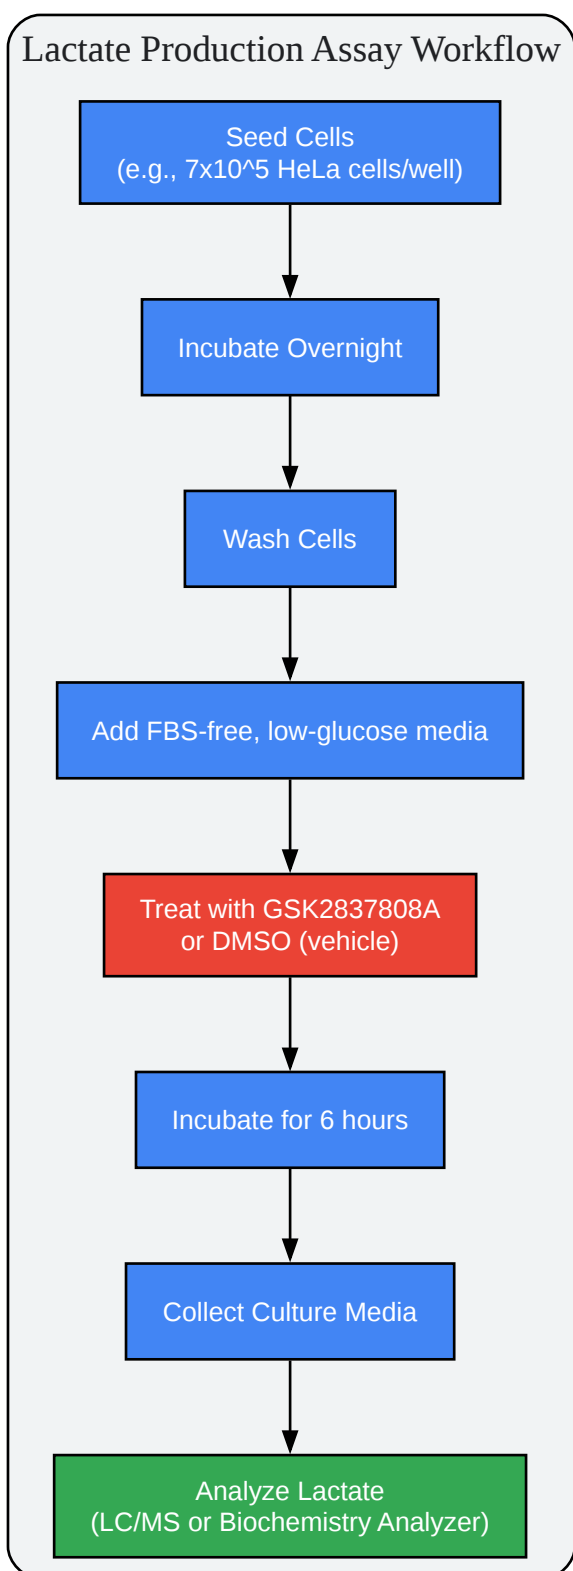 Lactate Production Assay Workflow
Seed Cells
(e.g., 7x10^5 HeLa cells/well)
Incubate Overnight
Wash Cells
Add FBS-free, low-glucose media
Treat with GSK2837808A
or DMSO (vehicle)
Incubate for 6 hours
Collect Culture Media
Analyze Lactate
(LC/MS or Biochemistry Analyzer)